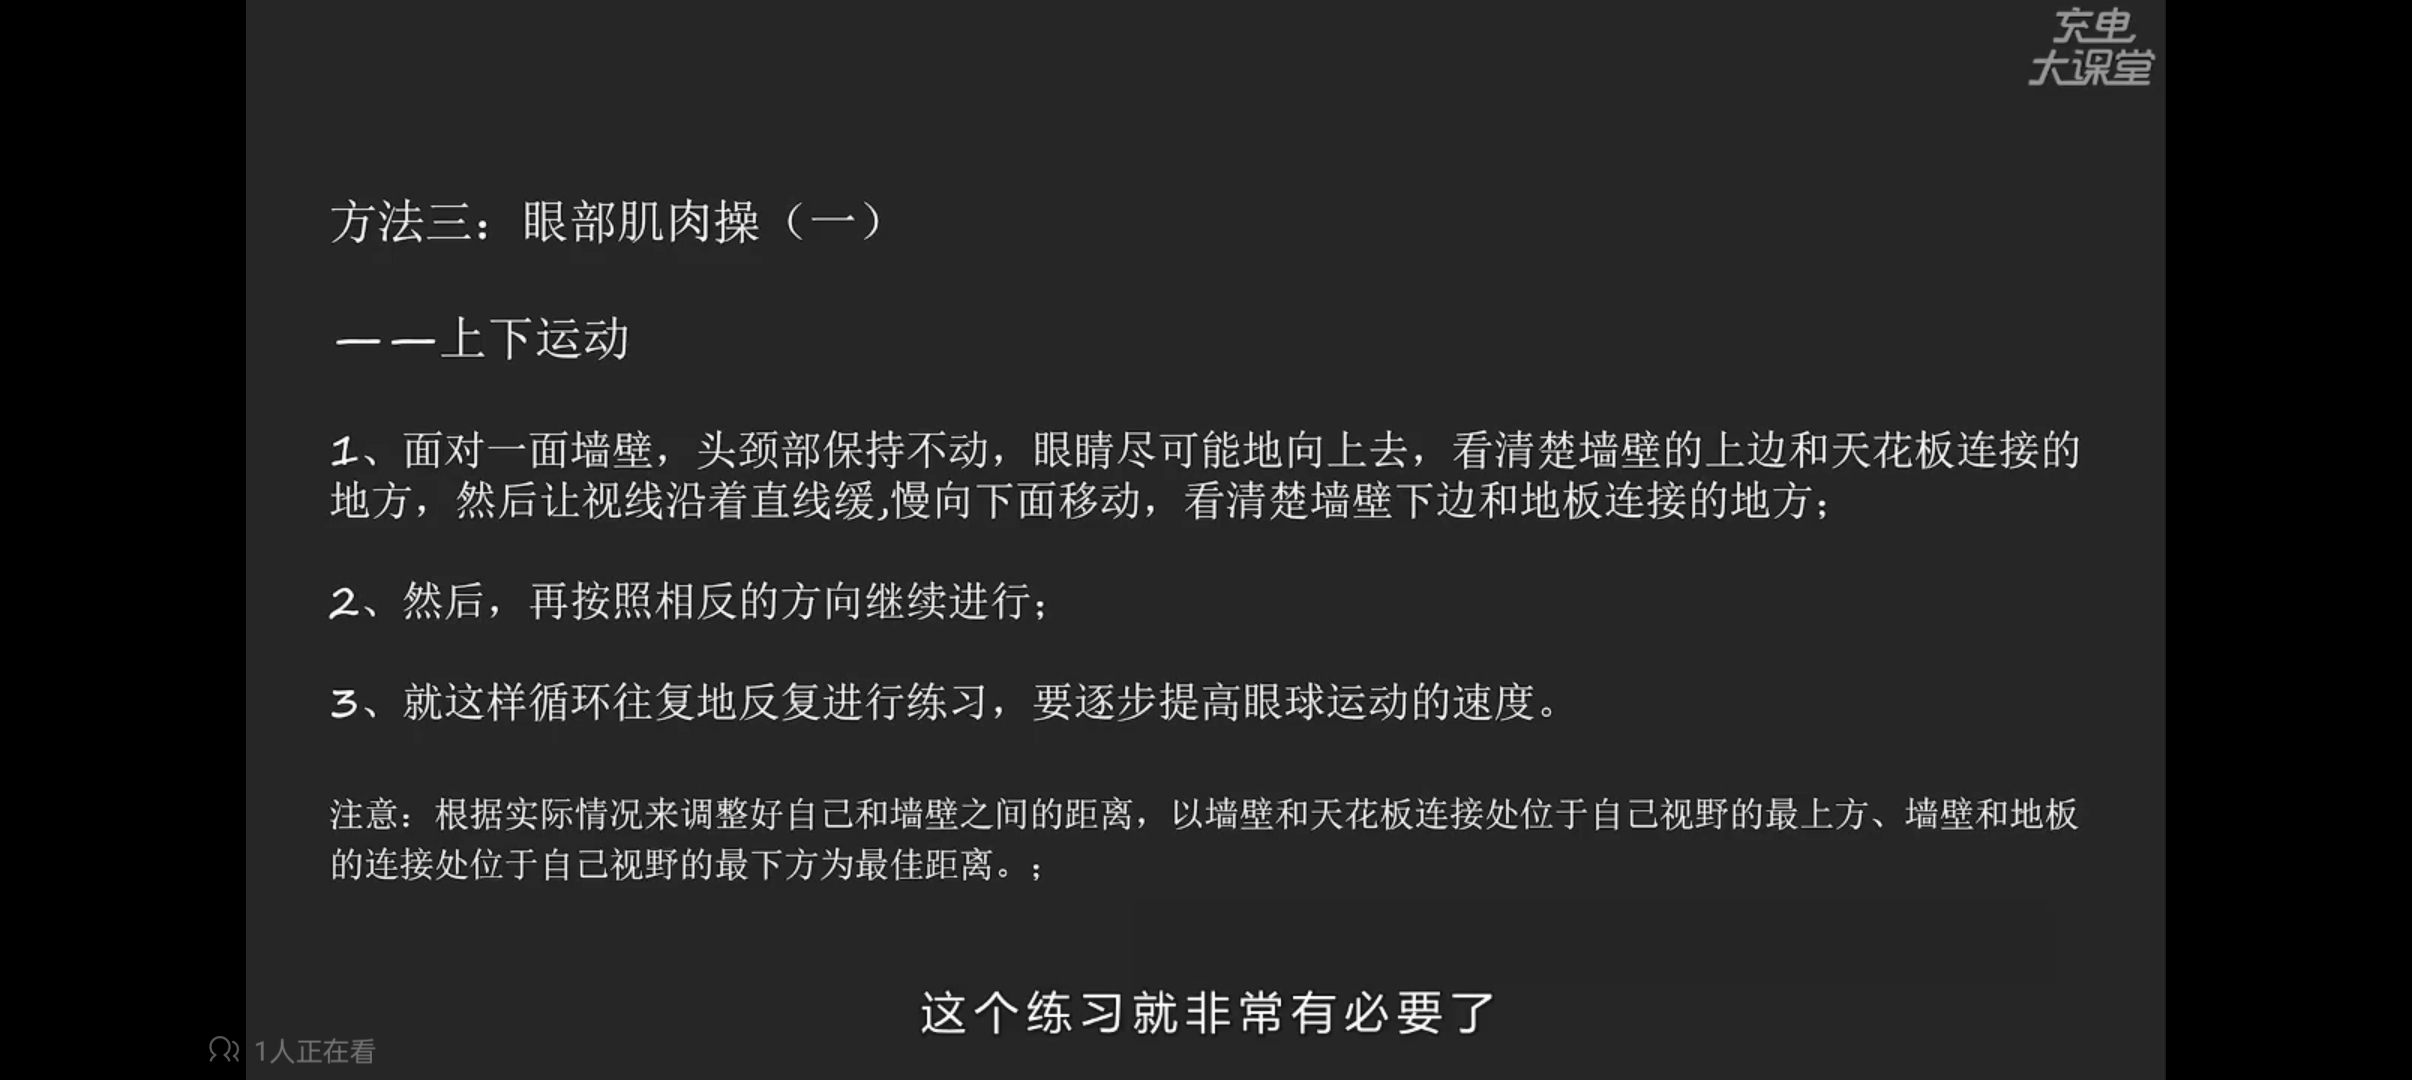 充电
大课堂
方法三：眼部肌肉操（一）
——上下运动
1、面对一面墙壁，头颈部保持不动，眼睛尽可能地向上去，看清楚墙壁的上边和天花板连接的
地方，然后让视线沿着直线缓,慢向下面移动，看清楚墙壁下边和地板连接的地方；
2、然后，再按照相反的方向继续进行；
3、就这样循环往复地反复进行练习，要逐步提高眼球运动的速度。
注意：根据实际情况来调整好自己和墙壁之间的距离，以墙壁和天花板连接处位于自己视野的最上方、墙壁和地板
的连接处位于自己视野的最下方为最佳距离。；
这个练习就非常有必要了
1人正在看